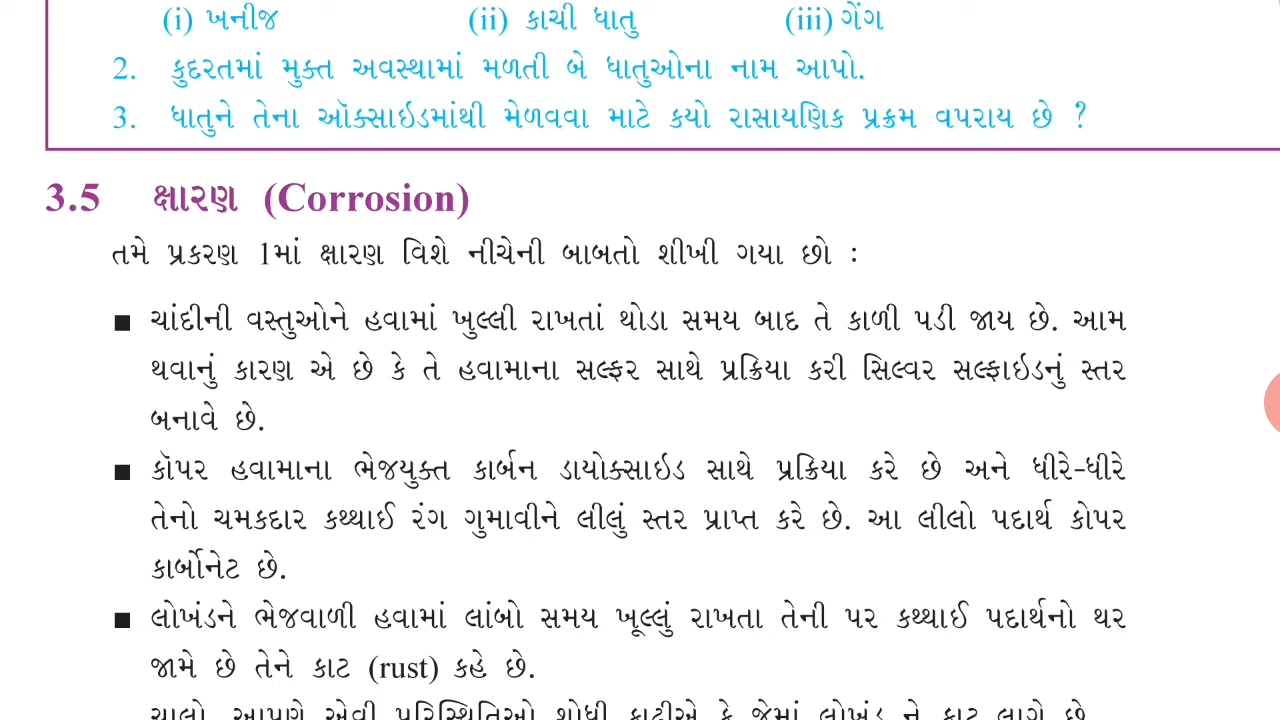 (i) ખનીજ (ii) કાચી ધાતુ (iii) ગેંગ
2. કુદરતમાં મુક્ત અવસ્થામાં મળતી બે ધાતુઓના નામ આપો.
3. ધાતુને તેના ઑક્સાઇડમાંથી મેળવવા માટે કયો રાસાયણિક પ્રક્રમ વપરાય છે ?
3.5 ક્ષારણ (Corrosion)
તમે પ્રકરણ 1માં ક્ષારણ વિશે નીચેની બાબતો શીખી ગયા છો :
■ ચાંદીની વસ્તુઓને હવામાં ખુલ્લી રાખતાં થોડા સમય બાદ તે કાળી પડી જાય છે. આમ
થવાનું કારણ એ છે કે તે હવામાના સલ્ફર સાથે પ્રક્રિયા કરી સિલ્વર સલ્ફાઇડનું સ્તર
બનાવે છે.
■ કૉપર હવામાના ભેજયુક્ત કાર્બન ડાયોક્સાઇડ સાથે પ્રક્રિયા કરે છે અને ધીરે-ધીરે
તેનો ચમકદાર કથ્થાઈ રંગ ગુમાવીને લીલું સ્તર પ્રાપ્ત કરે છે. આ લીલો પદાર્થ કોપર
કાર્બોનેટ છે.
■ લોખંડને ભેજવાળી હવામાં લાંબો સમય ખૂલ્લું રાખતા તેની પર કથ્થાઈ પદાર્થનો થર
જામે છે તેને કાટ (rust) કહે છે.
ચાલો, આપણે એવી પરિસ્થિતિઓ શોધી કાઢીએ કે જેમાં લોખંડ ને કાટ લાગે છે.